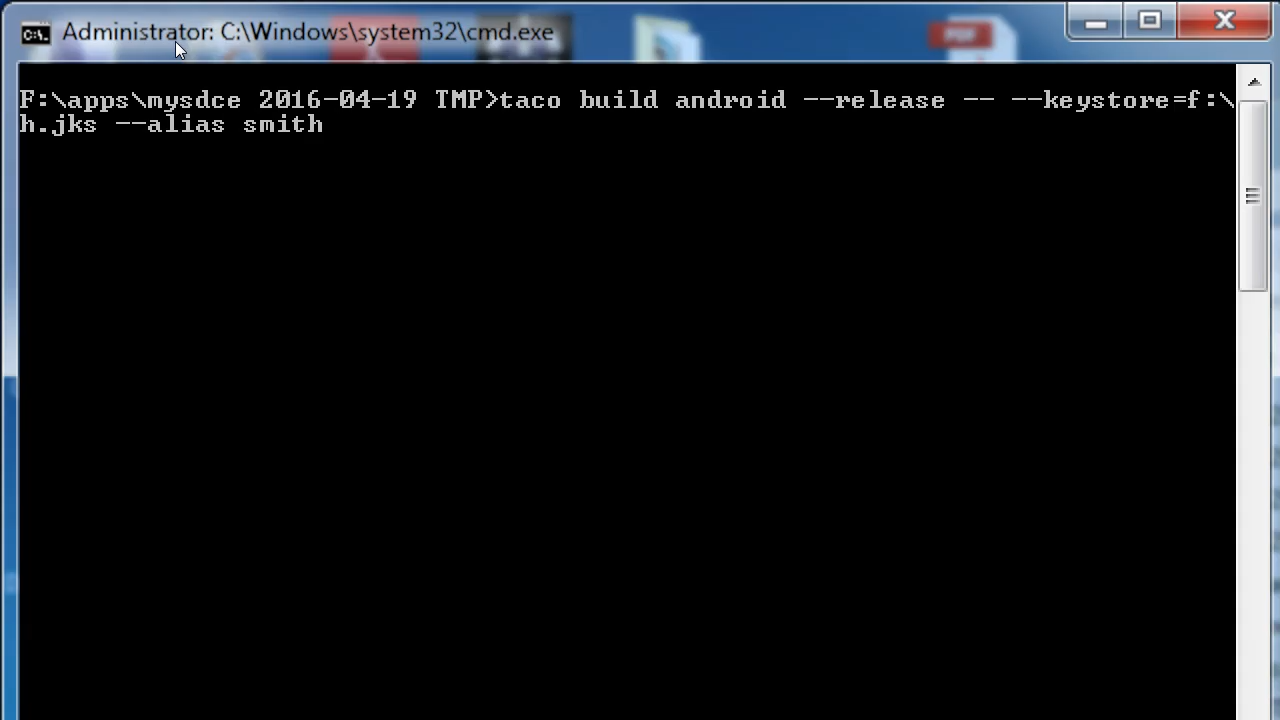 Administrator: C:\Windows\system32\cmd.exe
F:\apps\mysdce 2016-04-19 TMP>taco build android --release -- --keystore=f:\
h.jks --alias smith
PDF